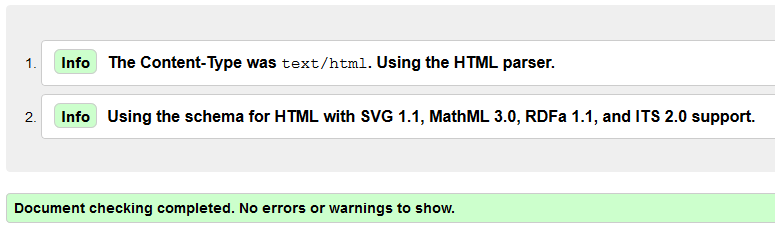 1. Info The Content-Type was text/html. Using the HTML parser.
2. Info Using the schema for HTML with SVG 1.1, MathML 3.0, RDFa 1.1, and ITS 2.0 support.
Document checking completed. No errors or warnings to show.